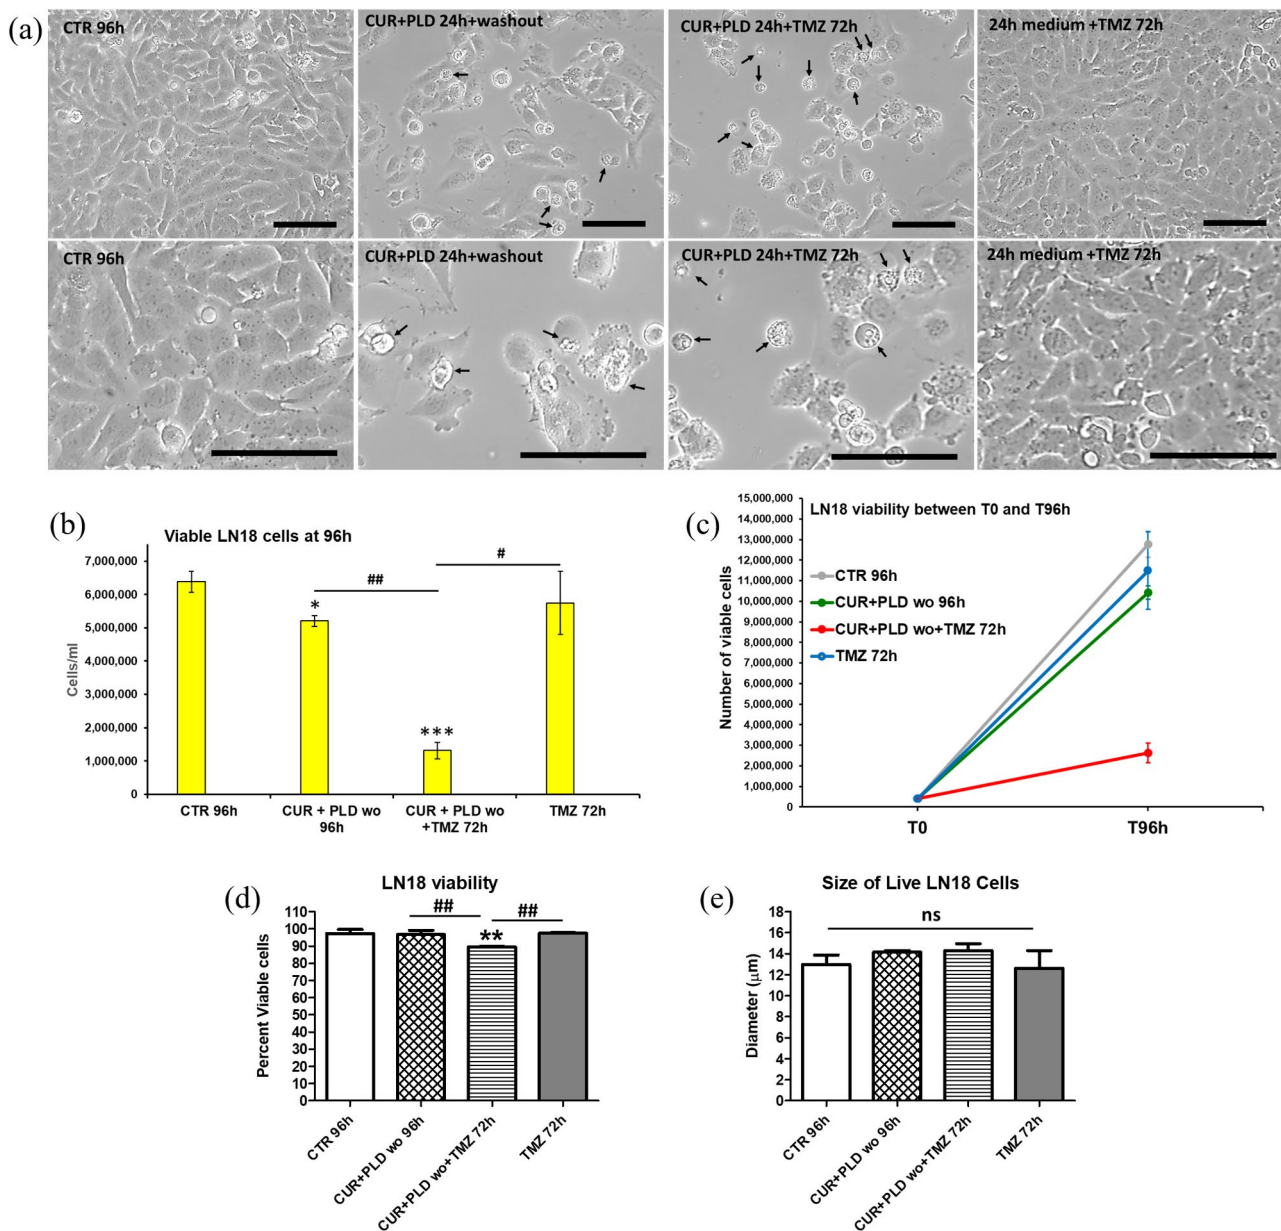 (a)
CTR 96h
CUR+PLD 24h+washout
CUR+PLD 24h+TMZ 72h
24h medium +TMZ 72h
CTR 96h
CUR+PLD 24h+washout
CUR+PLD 24h+TMZ 72h
24h medium +TMZ 72h
(b)
Viable LN18 cells at 96h
Cells/ml
7,000,000
6,000,000
5,000,000
4,000,000
3,000,000
2,000,000
1,000,000
0
*
##
***
#
CTR 96h
CUR + PLD wo
96h
CUR + PLD wo
+TMZ 72h
TMZ 72h
(c)
LN18 viability between T0 and T96h
Number of viable cells
15,000,000
14,000,000
13,000,000
12,000,000
11,000,000
10,000,000
9,000,000
8,000,000
7,000,000
6,000,000
5,000,000
4,000,000
3,000,000
2,000,000
1,000,000
0
CTR 96h
CUR+PLD wo 96h
CUR+PLD wo+TMZ 72h
TMZ 72h
T0
T96h
(d)
LN18 viability
Percent Viable cells
110
100
90
80
70
60
50
40
30
20
10
0
##
##
**
CTR 96h
CUR+PLD wo 96h
CUR+PLD wo+TMZ 72h
TMZ 72h
(e)
Size of Live LN18 Cells
Diameter (μm)
18
16
14
12
10
8
6
4
2
0
ns
CTR 96h
CUR+PLD wo 96h
CUR+PLD wo+TMZ 72h
TMZ 72h